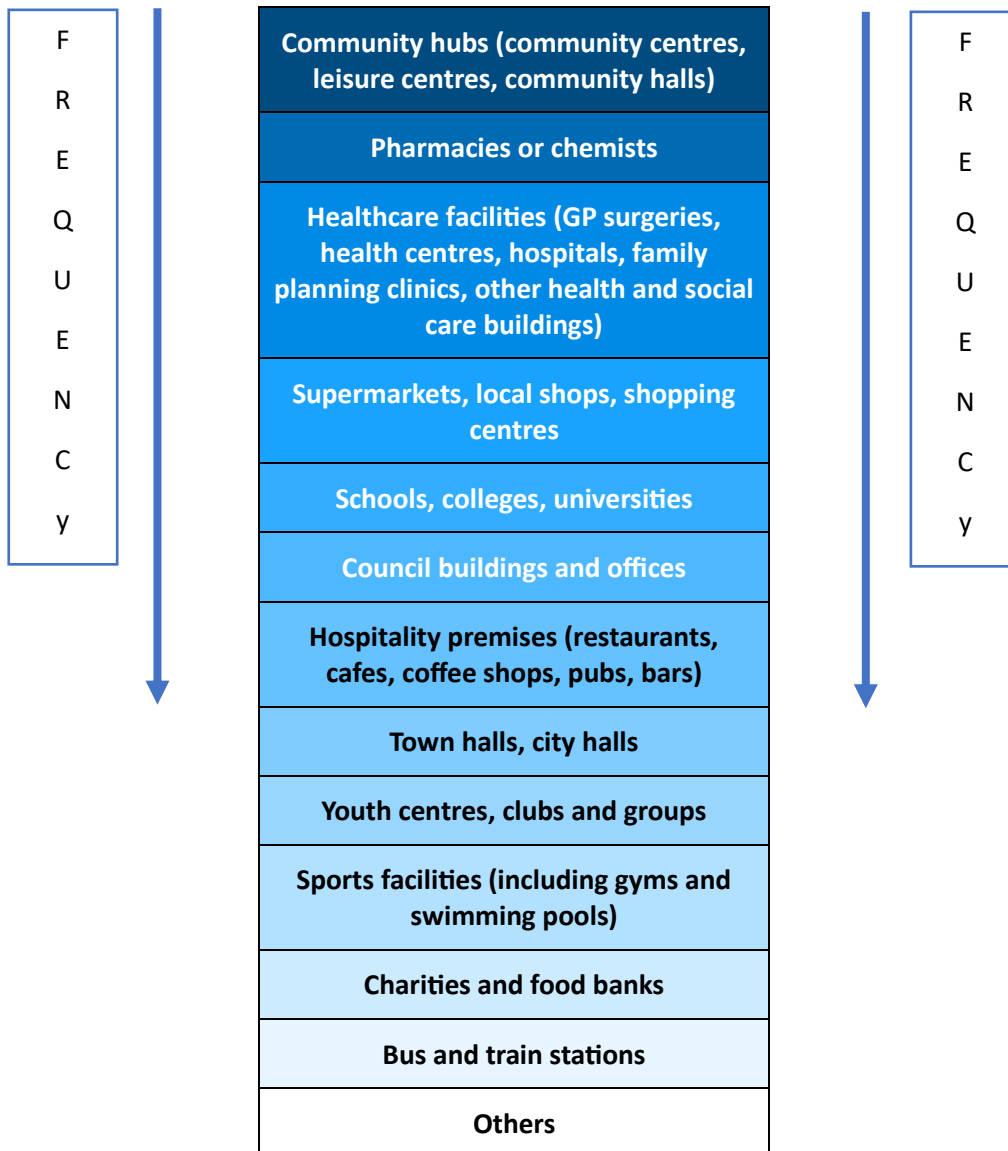 F
R
E
Q
U
E
N
C
y
Community hubs (community centres,
leisure centres, community halls)
Pharmacies or chemists
Healthcare facilities (GP surgeries,
health centres, hospitals, family
planning clinics, other health and social
care buildings)
Supermarkets, local shops, shopping
centres
Schools, colleges, universities
Council buildings and offices
Hospitality premises (restaurants,
cafes, coffee shops, pubs, bars)
Town halls, city halls
Youth centres, clubs and groups
Sports facilities (including gyms and
swimming pools)
Charities and food banks
Bus and train stations
Others
F
R
E
Q
U
E
N
C
y